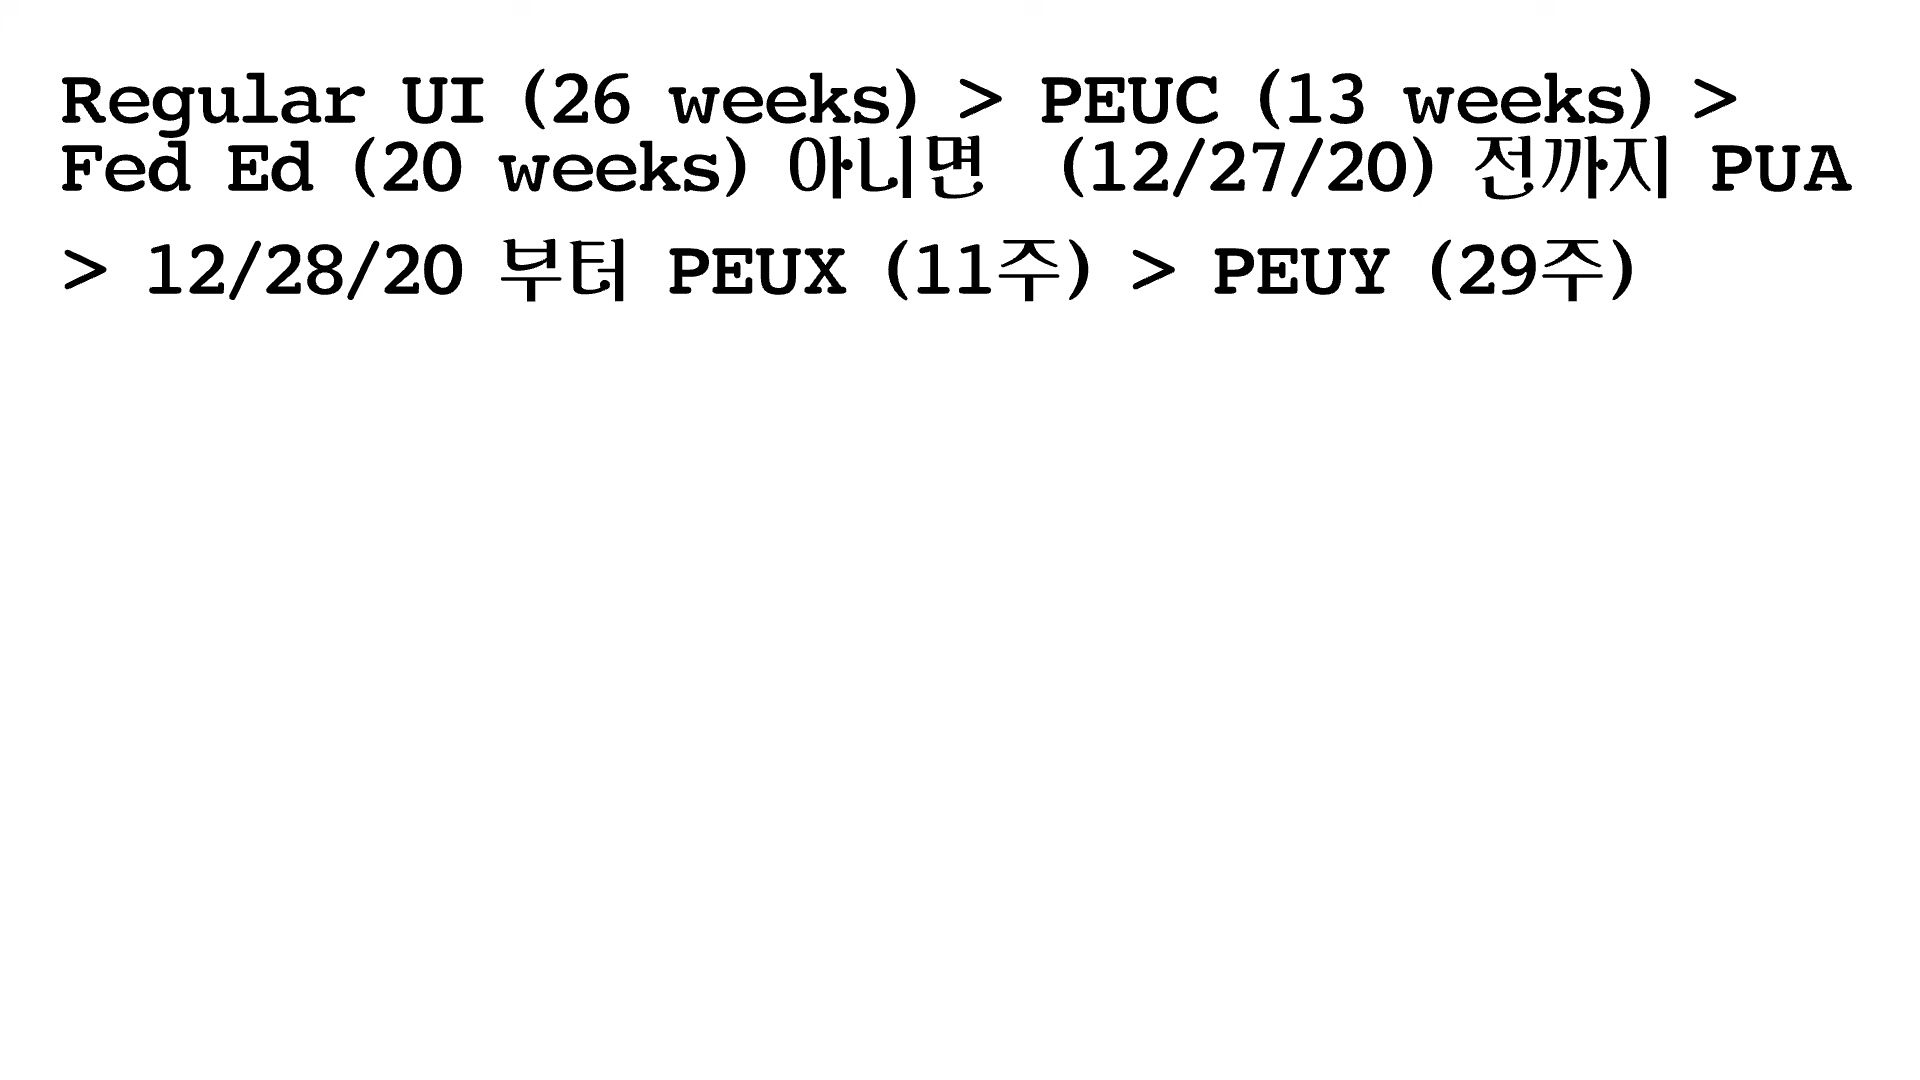 Regular UI (26 weeks) > PEUC (13 weeks) >
Fed Ed (20 weeks) 아니면 (12/27/20) 전까지 PUA
> 12/28/20 부터 PEUX (11주) > PEUY (29주)